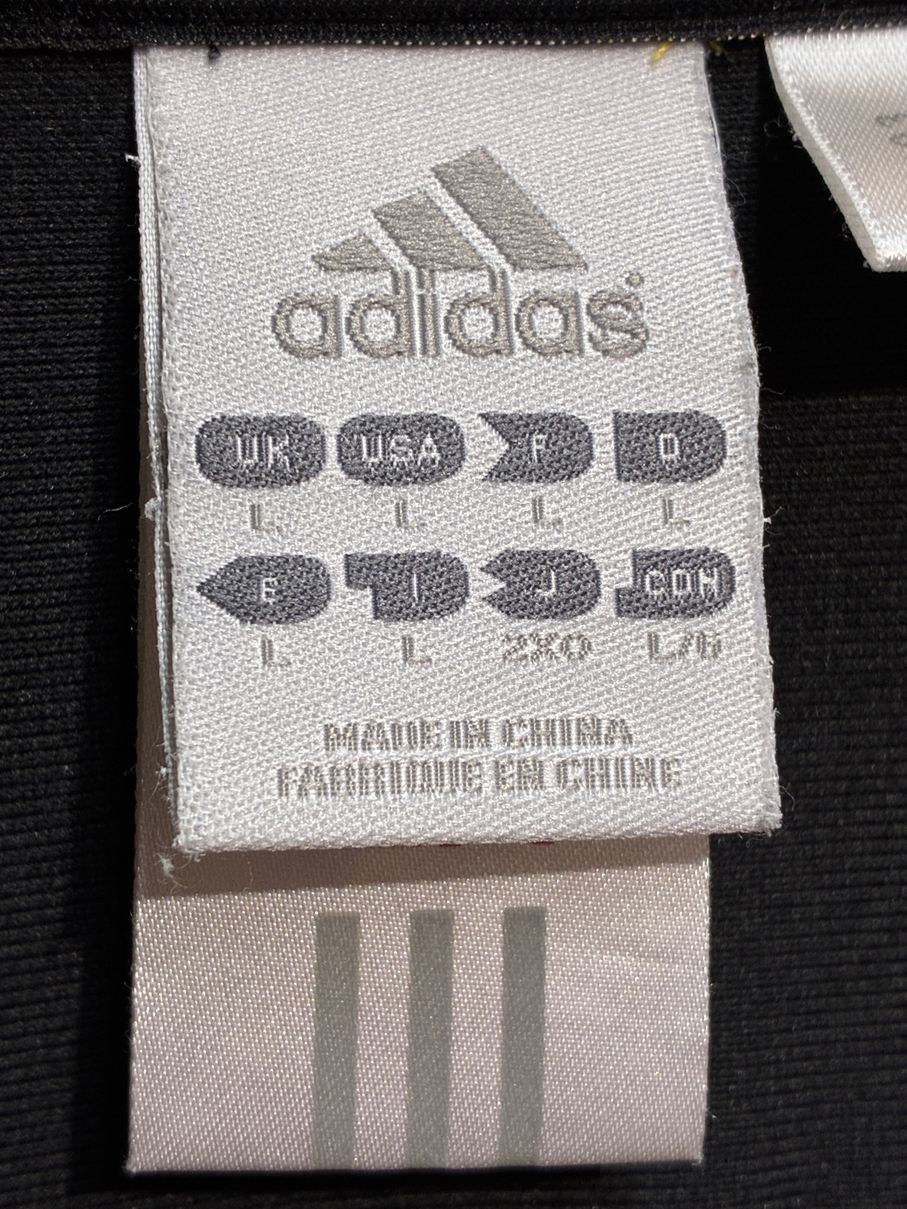 adidas®
UK USA F D
L L L L
E I J CDN
L L 2XO L/G
MADE IN CHINA
FABRIQUE EN CHINE